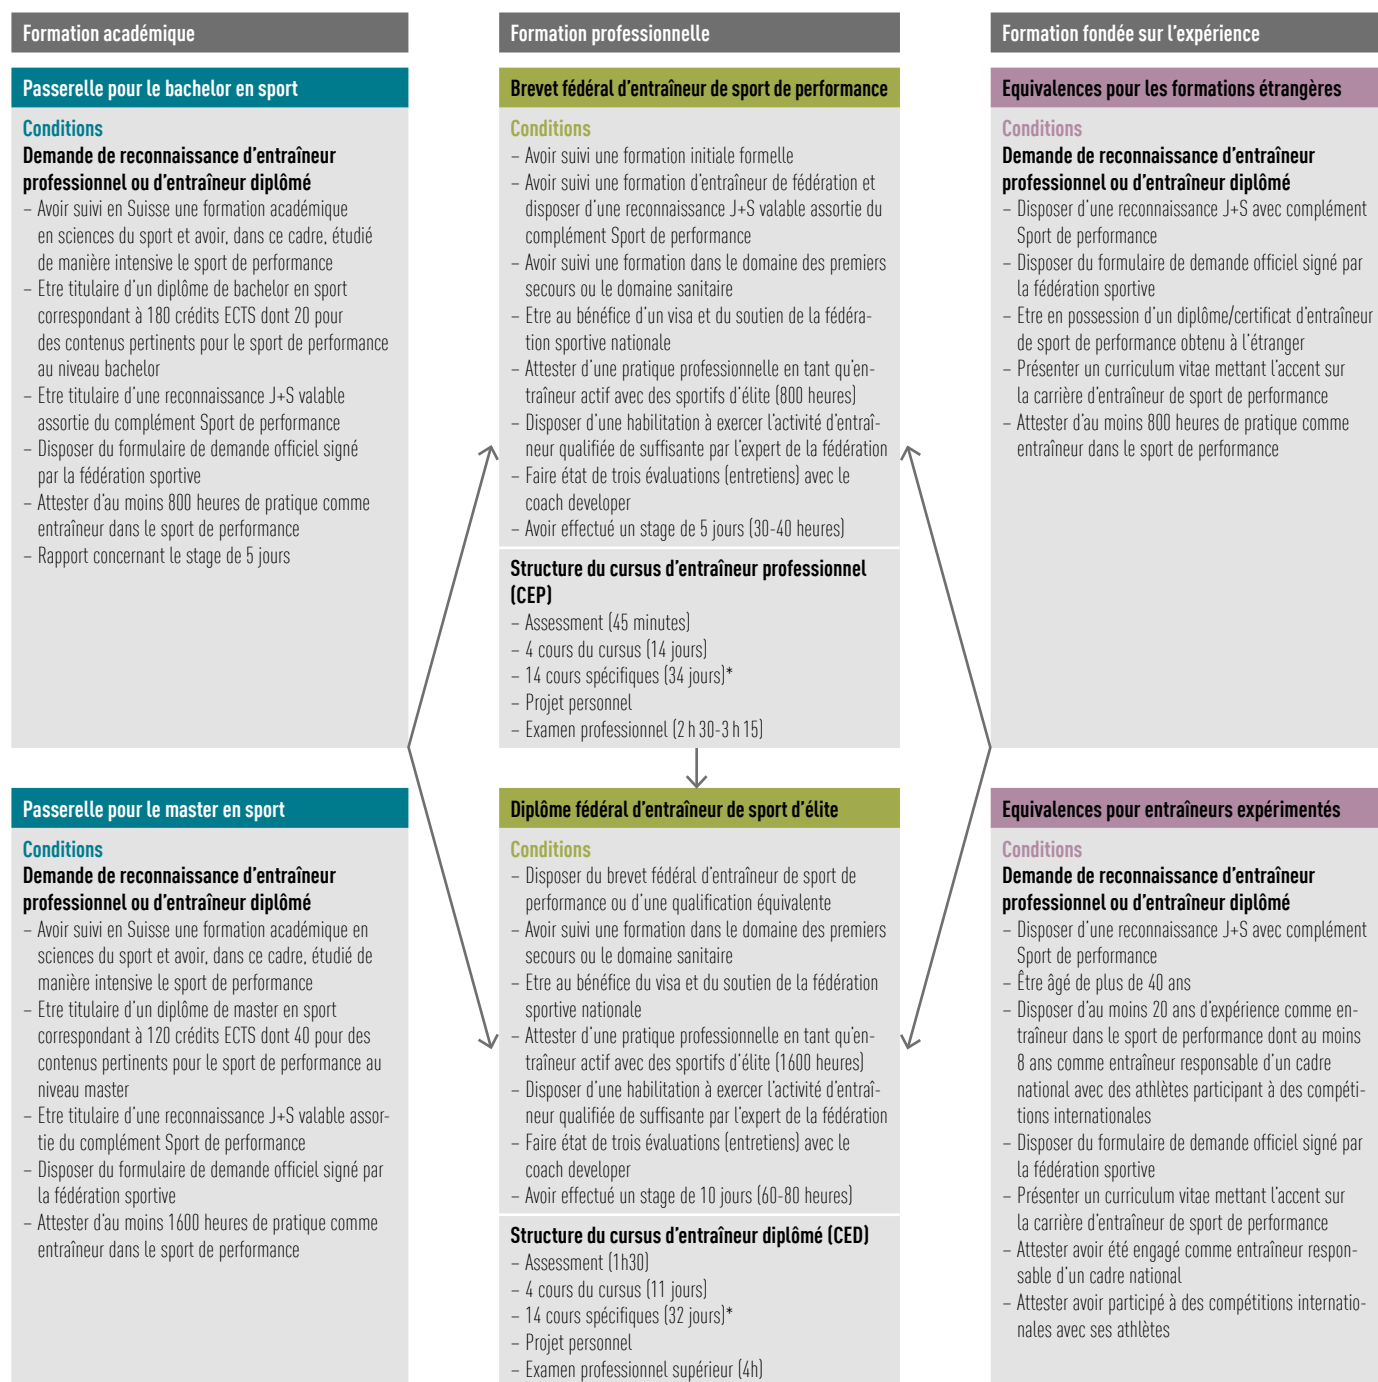 Formation académique
Passerelle pour le bachelor en sport
Conditions
Demande de reconnaissance d'entraîneur
professionnel ou d'entraîneur diplômé
– Avoir suivi en Suisse une formation académique
en sciences du sport et avoir, dans ce cadre, étudié
de manière intensive le sport de performance
– Etre titulaire d'un diplôme de bachelor en sport
correspondant à 180 crédits ECTS dont 20 pour
des contenus pertinents pour le sport de performance
au niveau bachelor
– Etre titulaire d'une reconnaissance J+S valable
assortie du complément Sport de performance
– Disposer du formulaire de demande officiel signé
par la fédération sportive
– Attester d'au moins 800 heures de pratique comme
entraîneur dans le sport de performance
– Rapport concernant le stage de 5 jours
Passerelle pour le master en sport
Conditions
Demande de reconnaissance d'entraîneur
professionnel ou d'entraîneur diplômé
– Avoir suivi en Suisse une formation académique en
sciences du sport et avoir, dans ce cadre, étudié de
manière intensive le sport de performance
– Etre titulaire d'un diplôme de master en sport
correspondant à 120 crédits ECTS dont 40 pour des
contenus pertinents pour le sport de performance au
niveau master
– Etre titulaire d'une reconnaissance J+S valable assor-
tie du complément Sport de performance
– Disposer du formulaire de demande officiel signé par
la fédération sportive
– Attester d'au moins 1600 heures de pratique comme
entraîneur dans le sport de performance
Formation professionnelle
Brevet fédéral d'entraîneur de sport de performance
Conditions
– Avoir suivi une formation initiale formelle
– Avoir suivi une formation d'entraîneur de fédération et
disposer d'une reconnaissance J+S valable assortie du
complément Sport de performance
– Avoir suivi une formation dans le domaine des premiers
secours ou le domaine sanitaire
– Etre au bénéfice d'un visa et du soutien de la fédéra-
tion sportive nationale
– Attester d'une pratique professionnelle en tant qu'en-
traîneur actif avec des sportifs d'élite (800 heures)
– Disposer d'une habilitation à exercer l'activité d'entraî-
neur qualifiée de suffisante par l'expert de la fédération
– Faire état de trois évaluations (entretiens) avec le
coach developer
– Avoir effectué un stage de 5 jours (30-40 heures)
Structure du cursus d'entraîneur professionnel
(CEP)
– Assessment (45 minutes)
– 4 cours du cursus (14 jours)
– 14 cours spécifiques (34 jours)*
– Projet personnel
– Examen professionnel (2 h 30-3 h 15)
Diplôme fédéral d'entraîneur de sport d'élite
Conditions
– Disposer du brevet fédéral d'entraîneur de sport de
performance ou d'une qualification équivalente
– Avoir suivi une formation dans le domaine des premiers
secours ou le domaine sanitaire
– Etre au bénéfice du visa et du soutien de la fédération
sportive nationale
– Attester d'une pratique professionnelle en tant qu'en-
traîneur actif avec des sportifs d'élite (1600 heures)
– Disposer d'une habilitation à exercer l'activité d'entraî-
neur qualifiée de suffisante par l'expert de la fédération
– Faire état de trois évaluations (entretiens) avec le
coach developer
– Avoir effectué un stage de 10 jours (60-80 heures)
Structure du cursus d'entraîneur diplômé (CED)
– Assessment (1h30)
– 4 cours du cursus (11 jours)
– 14 cours spécifiques (32 jours)*
– Projet personnel
– Examen professionnel supérieur (4h)
Formation fondée sur l'expérience
Equivalences pour les formations étrangères
Conditions
Demande de reconnaissance d'entraîneur
professionnel ou d'entraîneur diplômé
– Disposer d'une reconnaissance J+S avec complément
Sport de performance
– Disposer du formulaire de demande officiel signé par
la fédération sportive
– Etre en possession d'un diplôme/certificat d'entraîneur
de sport de performance obtenu à l'étranger
– Présenter un curriculum vitae mettant l'accent sur
la carrière d'entraîneur de sport de performance
– Attester d'au moins 800 heures de pratique comme
entraîneur dans le sport de performance
Equivalences pour entraîneurs expérimentés
Conditions
Demande de reconnaissance d'entraîneur
professionnel ou d'entraîneur diplômé
– Disposer d'une reconnaissance J+S avec complément
Sport de performance
– Être âgé de plus de 40 ans
– Disposer d'au moins 20 ans d'expérience comme en-
traîneur dans le sport de performance dont au moins
8 ans comme entraîneur responsable d'un cadre
national avec des athlètes participant à des compéti-
tions internationales
– Disposer du formulaire de demande officiel signé par
la fédération sportive
– Présenter un curriculum vitae mettant l'accent sur
la carrière d'entraîneur de sport de performance
– Attester avoir été engagé comme entraîneur respon-
sable d'un cadre national
– Attester avoir participé à des compétitions internatio-
nales avec ses athlètes